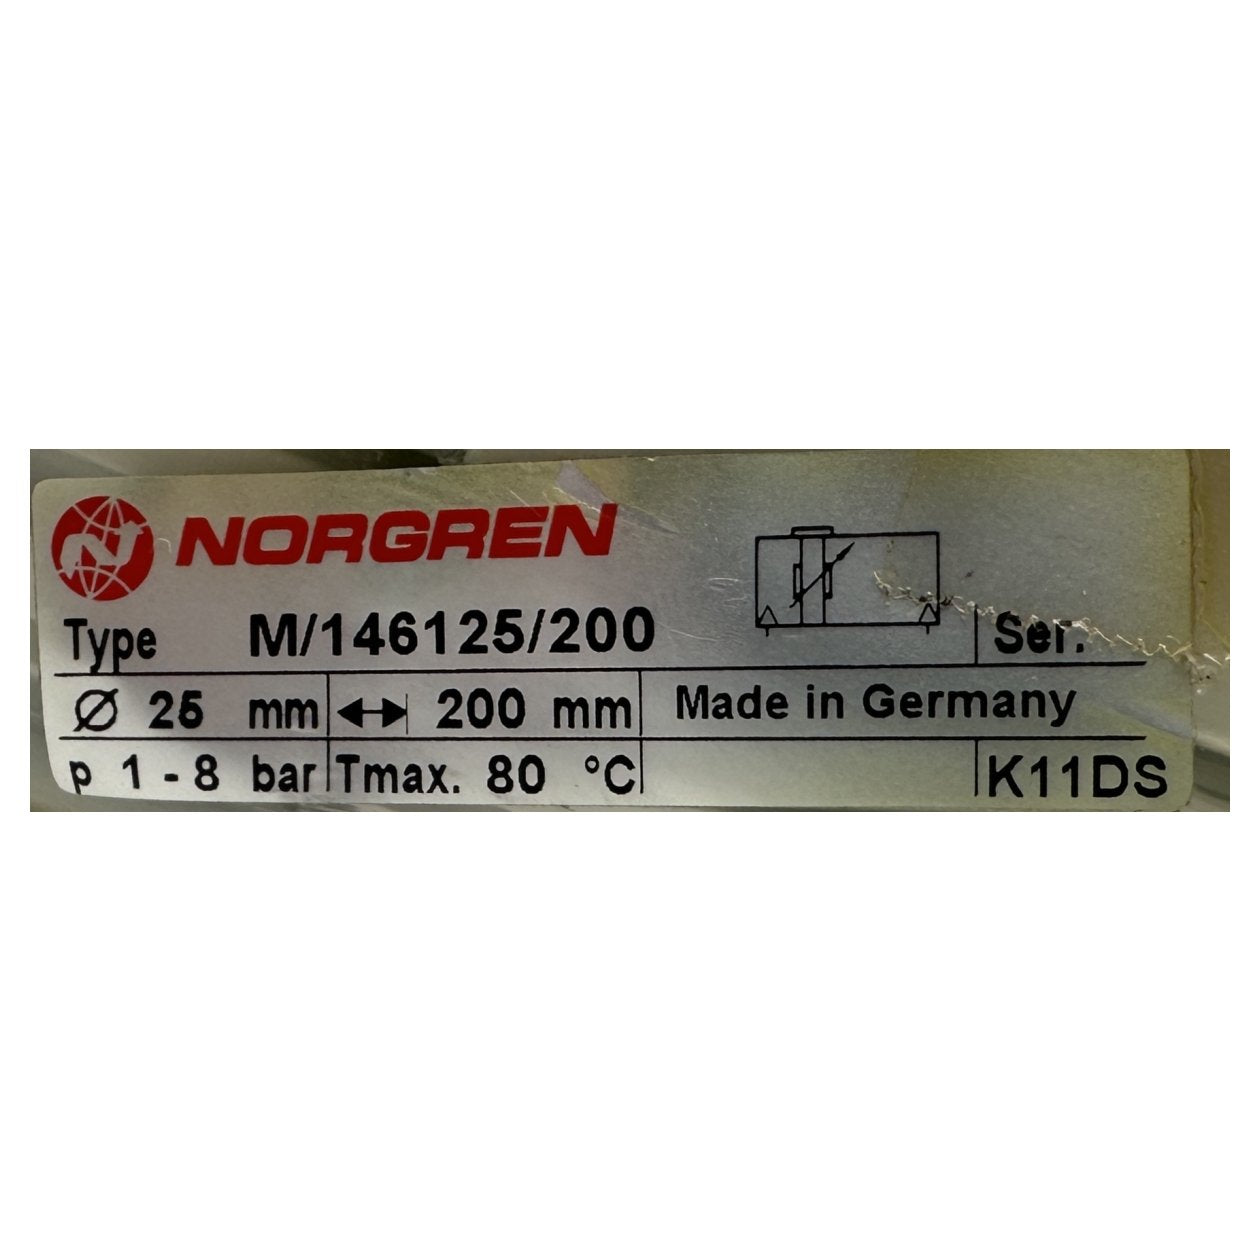 NORGREN
Type M/146125/200 Ser.
Ø 25 mm 200 mm Made in Germany
p 1 - 8 bar Tmax. 80 °C K11DS